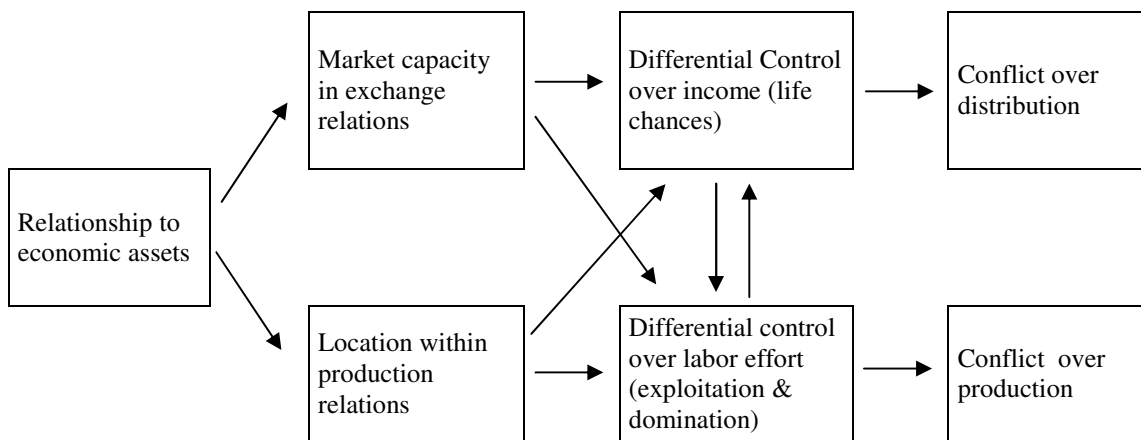 Market capacity
in exchange
relations
Differential Control
over income (life
chances)
Conflict over
distribution
Relationship to
economic assets
Location within
production
relations
Differential control
over labor effort
(exploitation &
domination)
Conflict over
production